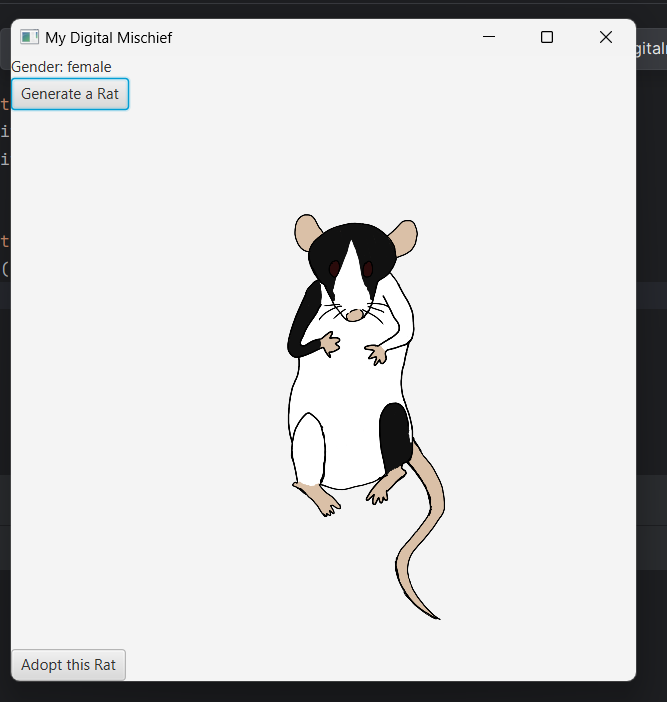 My Digital Mischief
Gender: female
Generate a Rat
Adopt this Rat